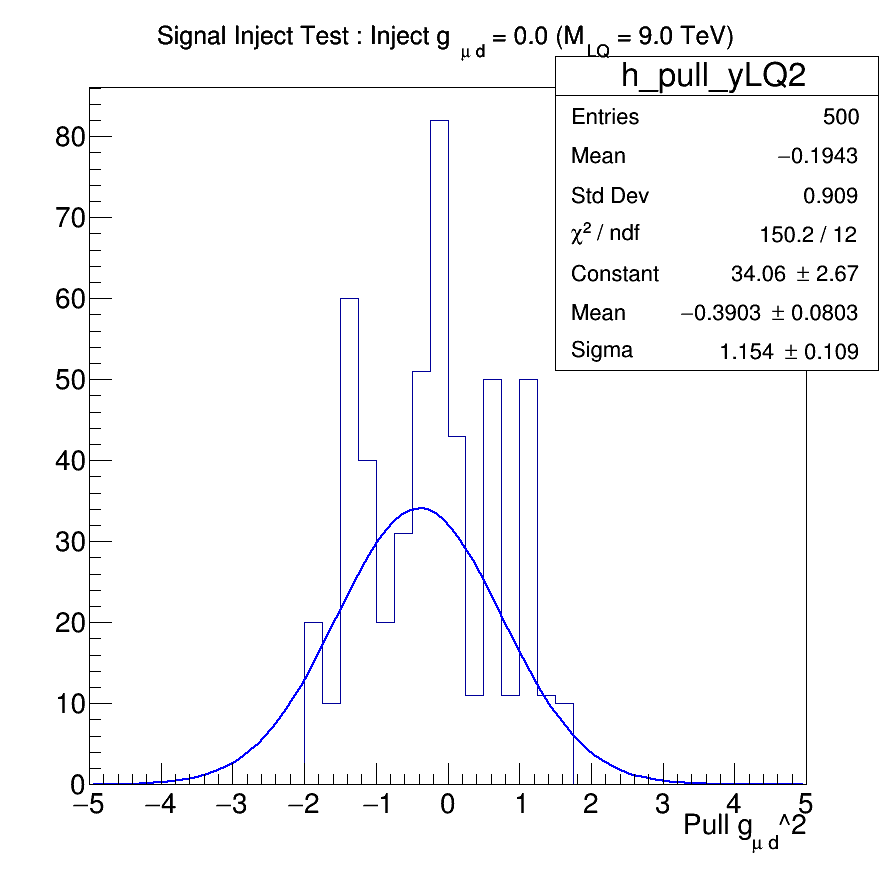 Signal Inject Test : Inject g μ d = 0.0 (M LQ = 9.0 TeV)
h_pull_yLQ2
Entries 500
Mean −0.1943
Std Dev 0.909
χ² / ndf 150.2 / 12
Constant 34.06 ± 2.67
Mean −0.3903 ± 0.0803
Sigma 1.154 ± 0.109
80
70
60
50
40
30
20
10
0
−5 −4 −3 −2 −1 0 1 2 3 4 5
Pull g μ d ^2